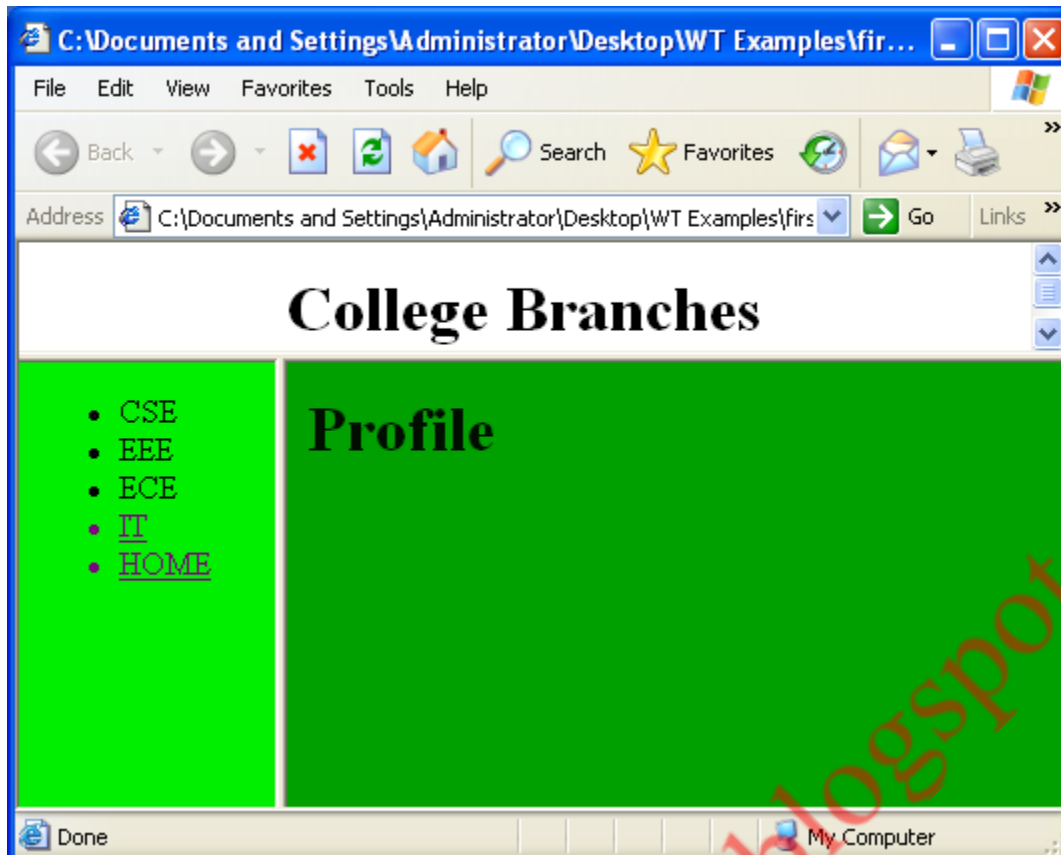 C:\Documents and Settings\Administrator\Desktop\WT Examples\fir...
File Edit View Favorites Tools Help
Back Search Favorites
Address C:\Documents and Settings\Administrator\Desktop\WT Examples\firs Go Links
College Branches
CSE
EEE
ECE
IT
HOME
Profile
blogspot
Done My Computer